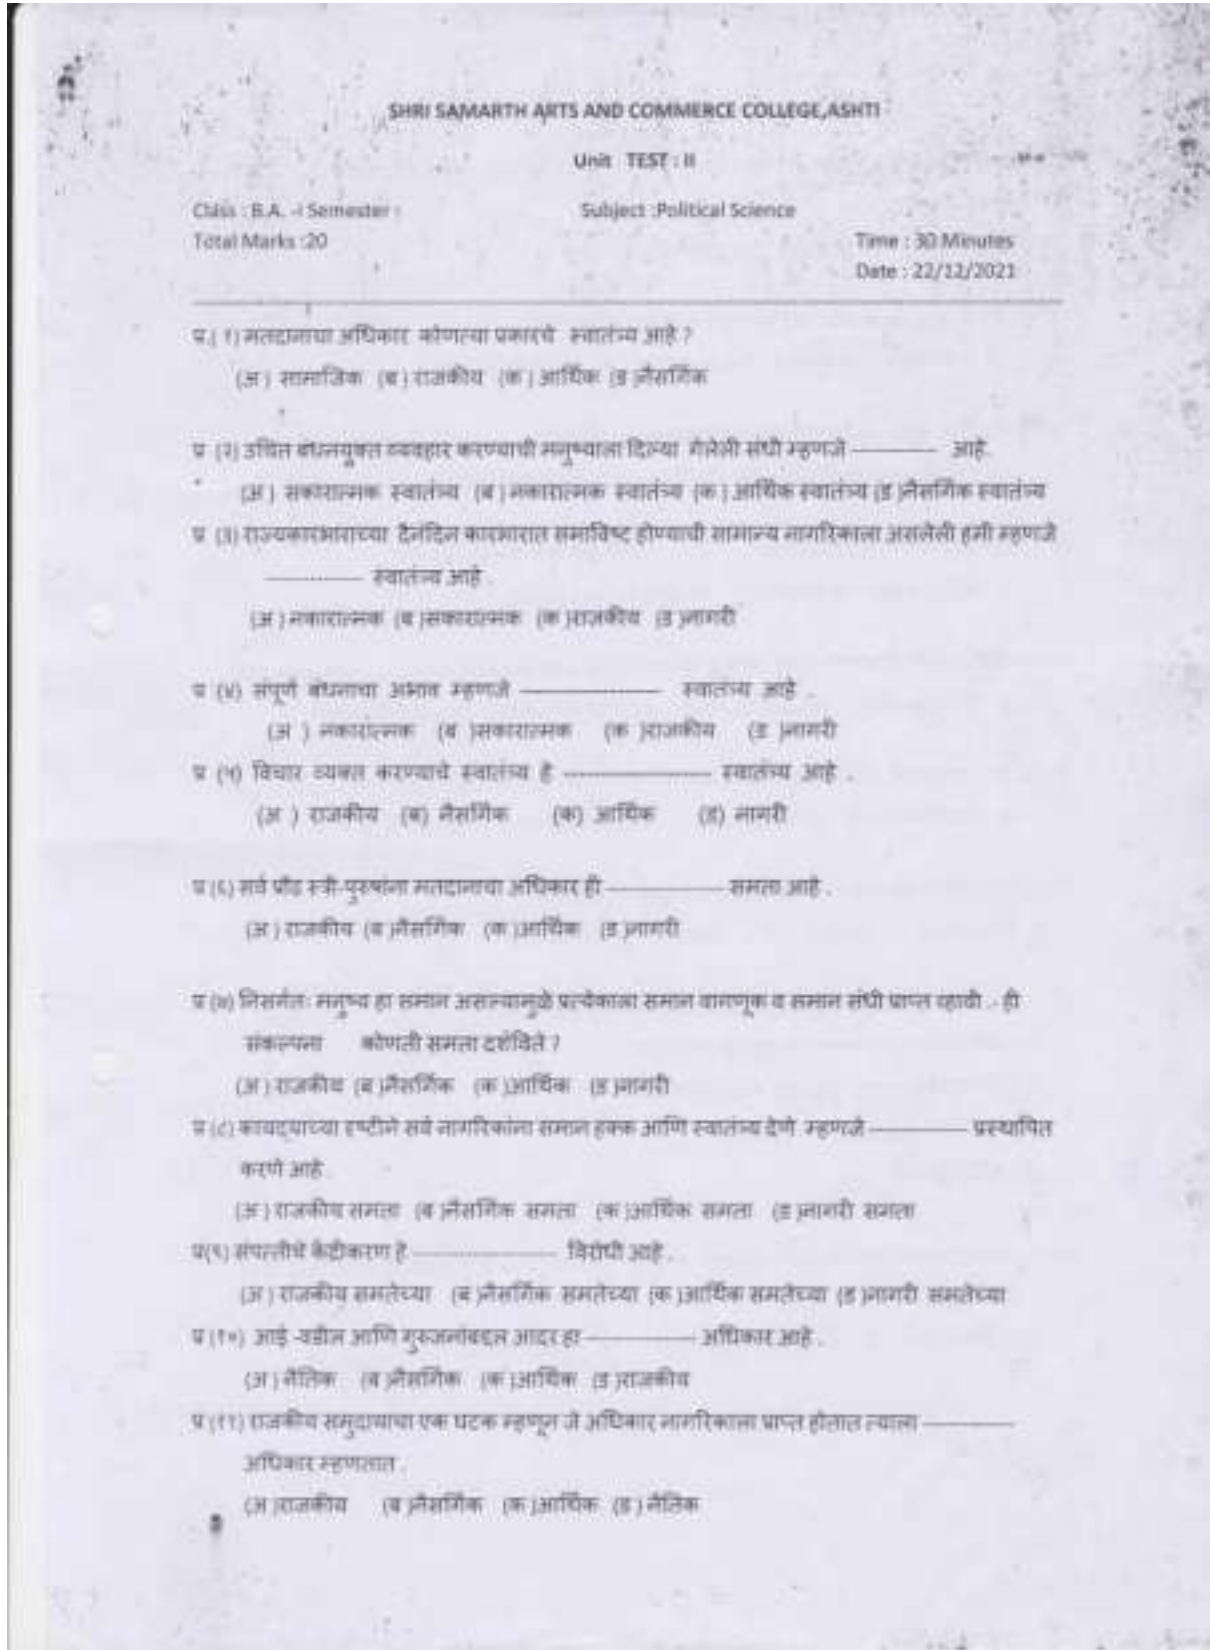 SHRI SAMARTH ARTS AND COMMERCE COLLEGE,ASHTI
Unit TEST : II
Class : B.A. -I Semester I Subject :Political Science
Total Marks :20
Time : 30 Minutes
Date : 22/12/2021
प्र.( १) मतदानाचा अधिकार कोणत्या प्रकारचे स्वातंत्र्य आहे ?
(अ ) सामाजिक (ब ) राजकीय (क ) आर्थिक (ड )नैसर्गिक
प्र (२) उचित बंधनयुक्त व्यवहार करण्याची मनुष्याला दिल्या गेलेली संधी म्हणजे ------------ आहे.
(अ ) सकारात्मक स्वातंत्र्य (ब ) नकारात्मक स्वातंत्र्य (क ) आर्थिक स्वातंत्र्य (ड )नैसर्गिक स्वातंत्र्य
प्र (३) राज्यकारभाराच्या दैनंदिन कारभारात समाविष्ट होण्याची सामान्य नागरिकाला असलेली हमी म्हणजे
------------- स्वातंत्र्य आहे .
(अ ) नकारात्मक (ब )सकारात्मक (क )राजकीय (ड )नागरी
प्र (४) संपूर्ण बंधनाचा अभाव म्हणजे ------------------ स्वातंत्र्य आहे .
(अ ) नकारात्मक (ब )सकारात्मक (क )राजकीय (ड )नागरी
प्र (५) विचार व्यक्त करण्याचे स्वातंत्र्य हे ------------------- स्वातंत्र्य आहे .
(अ ) राजकीय (ब) नैसर्गिक (क) आर्थिक (ड) नागरी
प्र (६) सर्व प्रौढ स्त्री-पुरुषांना मतदानाचा अधिकार ही --------------- समता आहे .
(अ ) राजकीय (ब )नैसर्गिक (क )आर्थिक (ड )नागरी
प्र (७) निसर्गतः मनुष्य हा समान असल्यामुळे प्रत्येकाला समान वागणूक व समान संधी प्राप्त व्हावी .- ही
संकल्पना कोणती समता दर्शविते ?
(अ ) राजकीय (ब )नैसर्गिक (क )आर्थिक (ड )नागरी
प्र (८) कायद्याच्या दृष्टीने सर्व नागरिकांना समान हक्क आणि स्वातंत्र्य देणे म्हणजे ------------- प्रस्थापित
करणे आहे .
(अ ) राजकीय समता (ब )नैसर्गिक समता (क )आर्थिक समता (ड )नागरी समता
प्र(९) संपत्तीचे केंद्रीकरण हे ------------------- विरोधी आहे .
(अ ) राजकीय समतेच्या (ब )नैसर्गिक समतेच्या (क )आर्थिक समतेच्या (ड )नागरी समतेच्या
प्र (१०) आई -वडील आणि गुरुजनांबद्दल आदर हा -------------- अधिकार आहे .
(अ ) नैतिक (ब )नैसर्गिक (क )आर्थिक (ड )राजकीय
प्र (११) राजकीय समुदायाचा एक घटक म्हणून जे अधिकार नागरिकाला प्राप्त होतात त्याला ------------
अधिकार म्हणतात .
(अ )राजकीय (ब )नैसर्गिक (क )आर्थिक (ड ) नैतिक